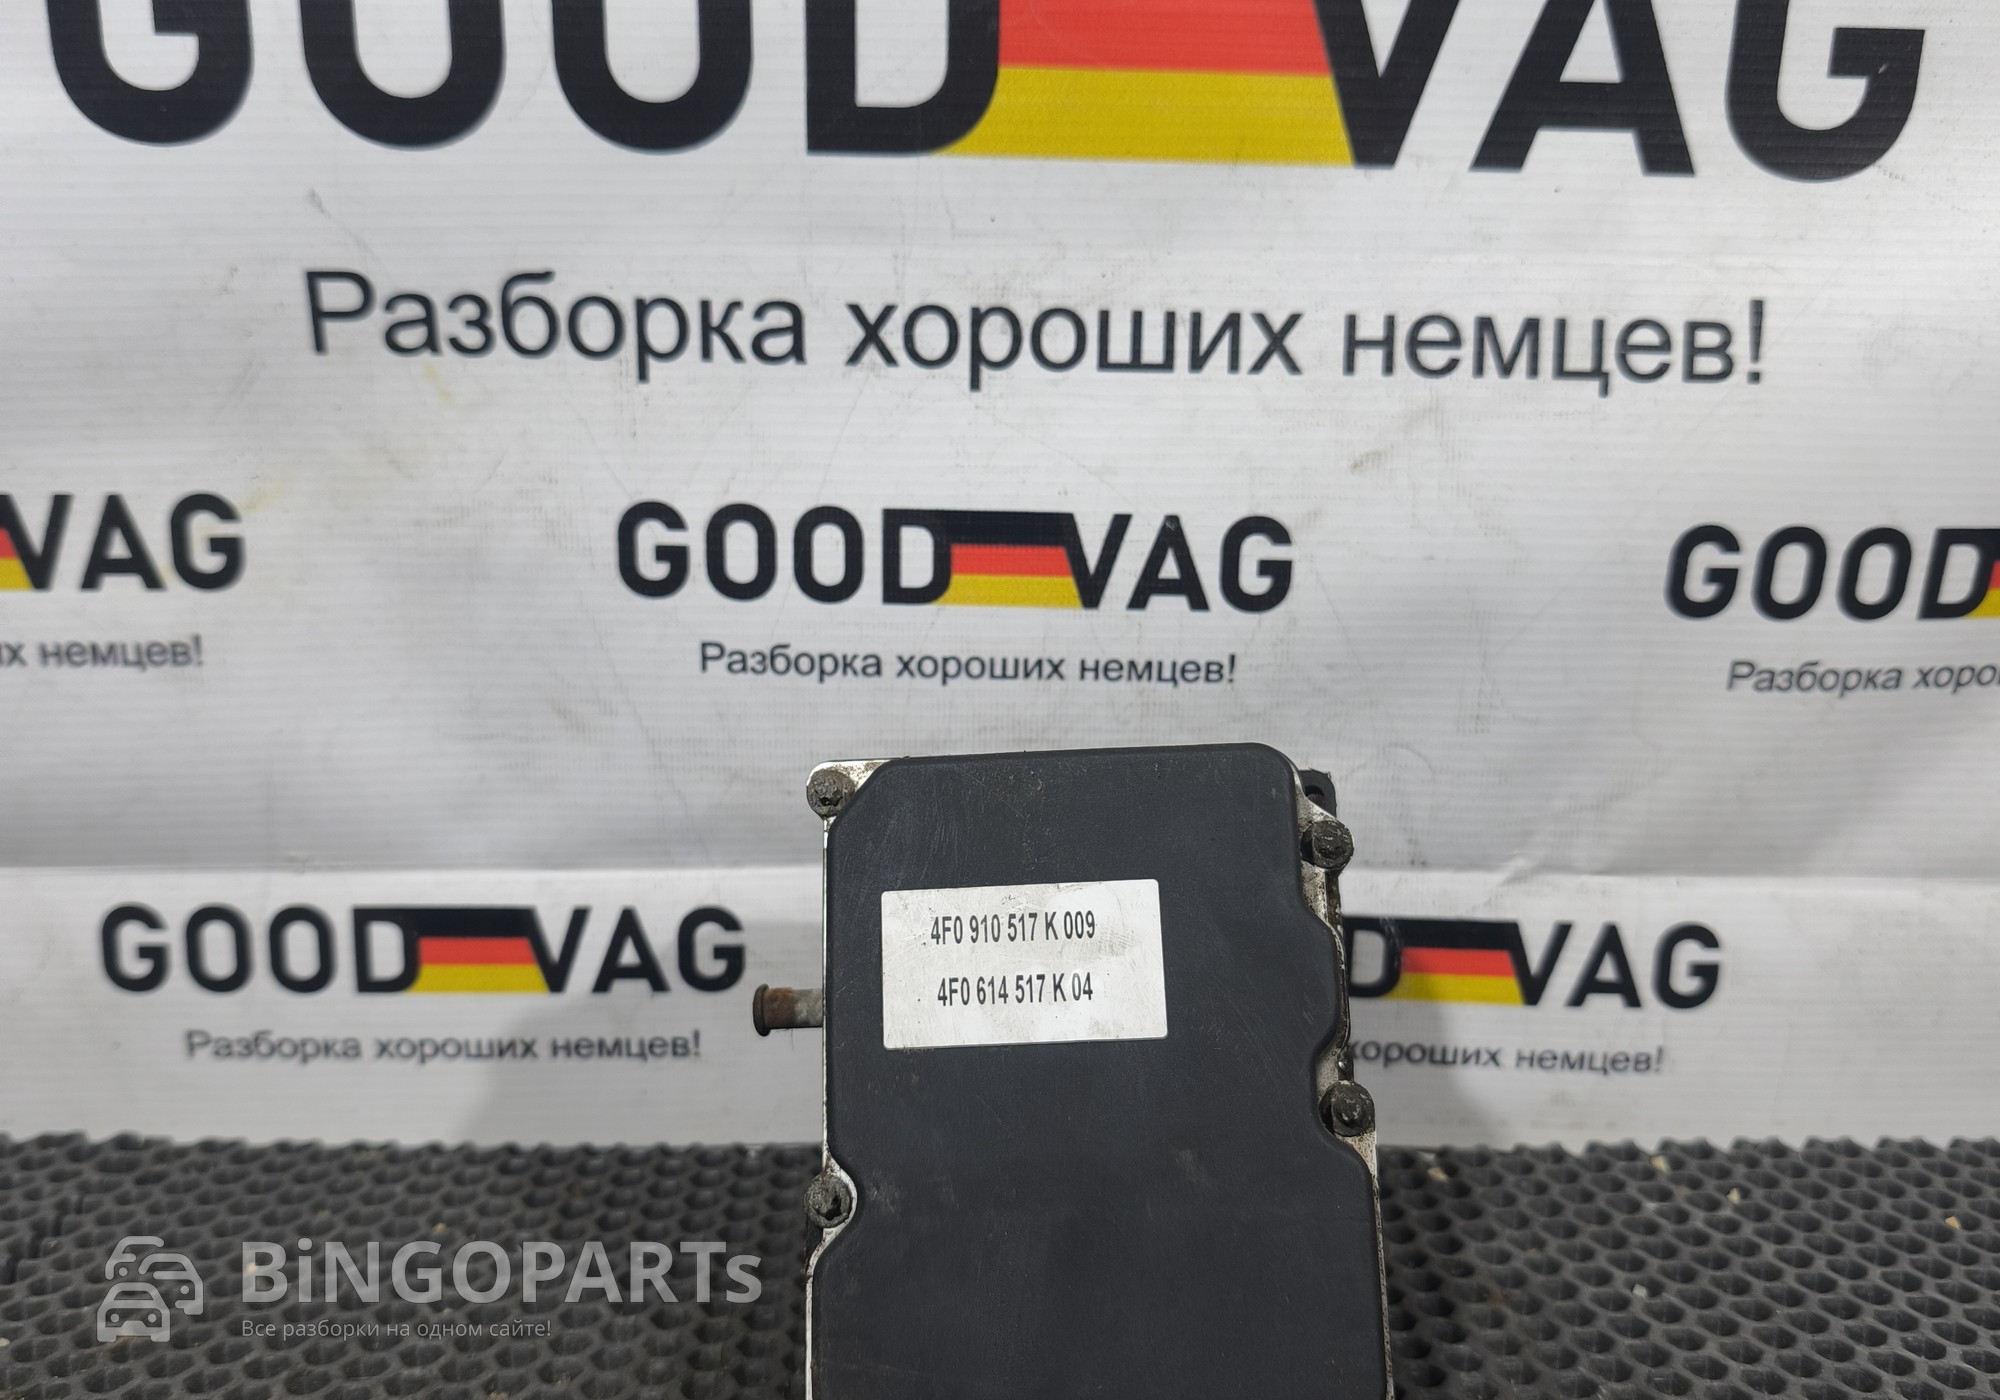 GOOD VAG
Разборка хороших немцев!
VAG
их немцев!
GOOD VAG
Разборка хороших немцев!
GOOD
Разборка хоро
GOOD VAG
Разборка хороших немцев!
D VAG
хороших немцев!
4F0 910 517 K 009
4F0 614 517 K 04
BiNGOPARTs
Все разборки на одном сайте!